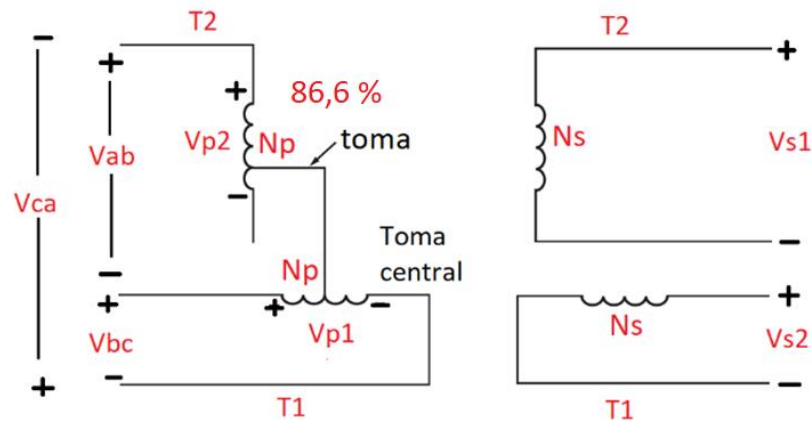 T2
T2
86,6 %
+
+
+
-
Vp2
Np
toma
Ns
Vab
Vs1
Vca
-
Toma
central
-
-
Np
+
+
-
+
Vbc
Vp1
Ns
Vs2
-
+
-
T1
T1